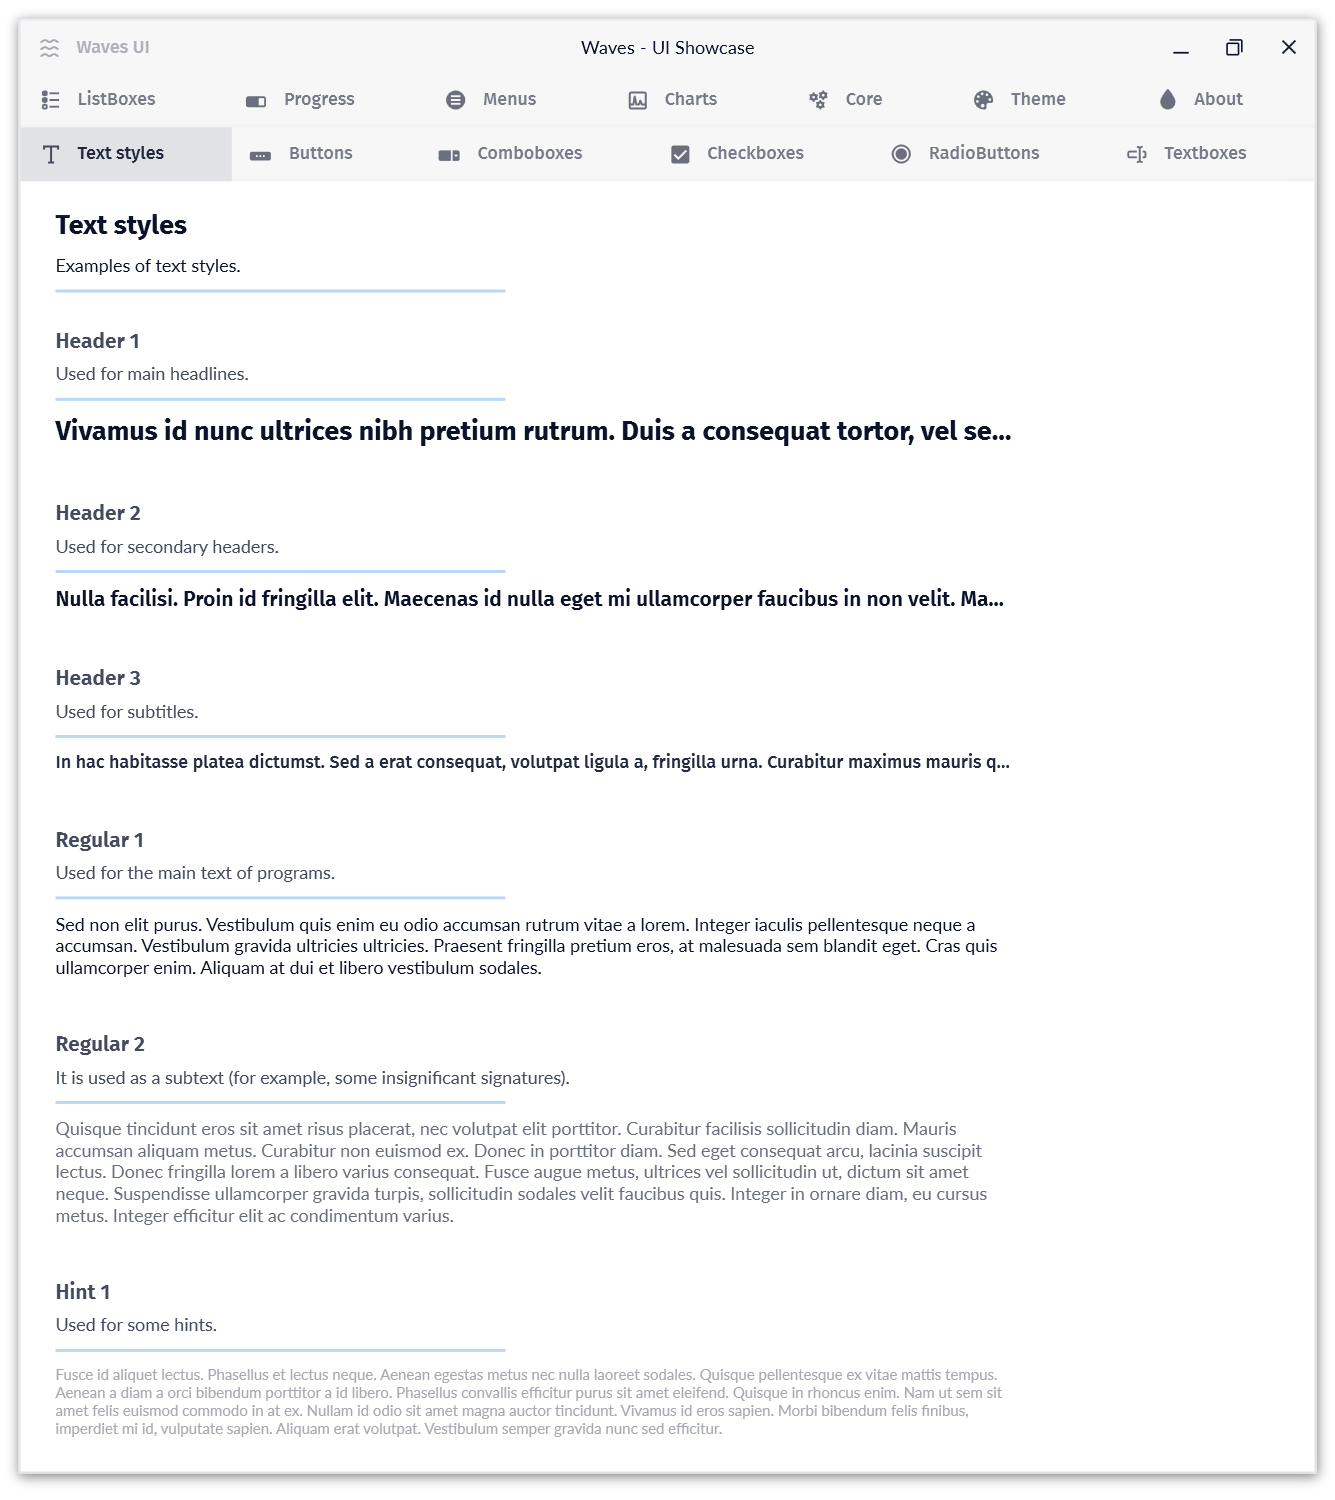 Waves UI
Waves - UI Showcase
ListBoxes Progress Menus Charts Core Theme About
Text styles Buttons Comboboxes Checkboxes RadioButtons Textboxes
Text styles
Examples of text styles.
Header 1
Used for main headlines.
Vivamus id nunc ultrices nibh pretium rutrum. Duis a consequat tortor, vel se...
Header 2
Used for secondary headers.
Nulla facilisi. Proin id fringilla elit. Maecenas id nulla eget mi ullamcorper faucibus in non velit. Ma...
Header 3
Used for subtitles.
In hac habitasse platea dictumst. Sed a erat consequat, volutpat ligula a, fringilla urna. Curabitur maximus mauris q...
Regular 1
Used for the main text of programs.
Sed non elit purus. Vestibulum quis enim eu odio accumsan rutrum vitae a lorem. Integer iaculis pellentesque neque a
accumsan. Vestibulum gravida ultricies ultricies. Praesent fringilla pretium eros, at malesuada sem blandit eget. Cras quis
ullamcorper enim. Aliquam at dui et libero vestibulum sodales.
Regular 2
It is used as a subtext (for example, some insignificant signatures).
Quisque tincidunt eros sit amet risus placerat, nec volutpat elit porttitor. Curabitur facilisis sollicitudin diam. Mauris
accumsan aliquam metus. Curabitur non euismod ex. Donec in porttitor diam. Sed eget consequat arcu, lacinia suscipit
lectus. Donec fringilla lorem a libero varius consequat. Fusce augue metus, ultrices vel sollicitudin ut, dictum sit amet
neque. Suspendisse ullamcorper gravida turpis, sollicitudin sodales velit faucibus quis. Integer in ornare diam, eu cursus
metus. Integer efficitur elit ac condimentum varius.
Hint 1
Used for some hints.
Fusce id aliquet lectus. Phasellus et lectus neque. Aenean egestas metus nec nulla laoreet sodales. Quisque pellentesque ex vitae mattis tempus.
Aenean a diam a orci bibendum porttitor a id libero. Phasellus convallis efficitur purus sit amet eleifend. Quisque in rhoncus enim. Nam ut sem sit
amet felis euismod commodo in at ex. Nullam id odio sit amet magna auctor tincidunt. Vivamus id eros sapien. Morbi bibendum felis finibus,
imperdiet mi id, vulputate sapien. Aliquam erat volutpat. Vestibulum semper gravida nunc sed efficitur.